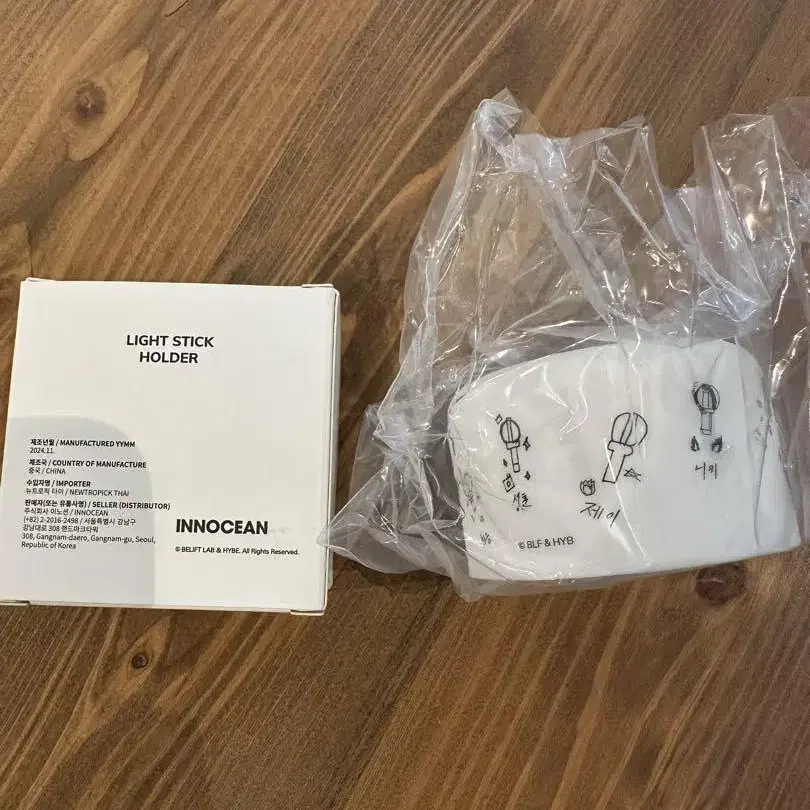 LIGHT STICK
HOLDER
제조년월 / MANUFACTURED YYMM
2024.11.
제조국 / COUNTRY OF MANUFACTURE
중국 / CHINA
수입자명 / IMPORTER
뉴트로픽 타이 / NEWTROPICK THAI
판매자(또는 유통사명) / SELLER (DISTRIBUTOR)
주식회사 이노션 / INNOCEAN
(+82) 2-2016-2498 / 서울특별시 강남구
강남대로 308 랜드마크타워
308, Gangnam-daero, Gangnam-gu, Seoul,
Republic of Korea
INNOCEAN
© BELIFT LAB & HYBE. All Rights Reserved.
성훈
제이
니키
© BLF & HYB